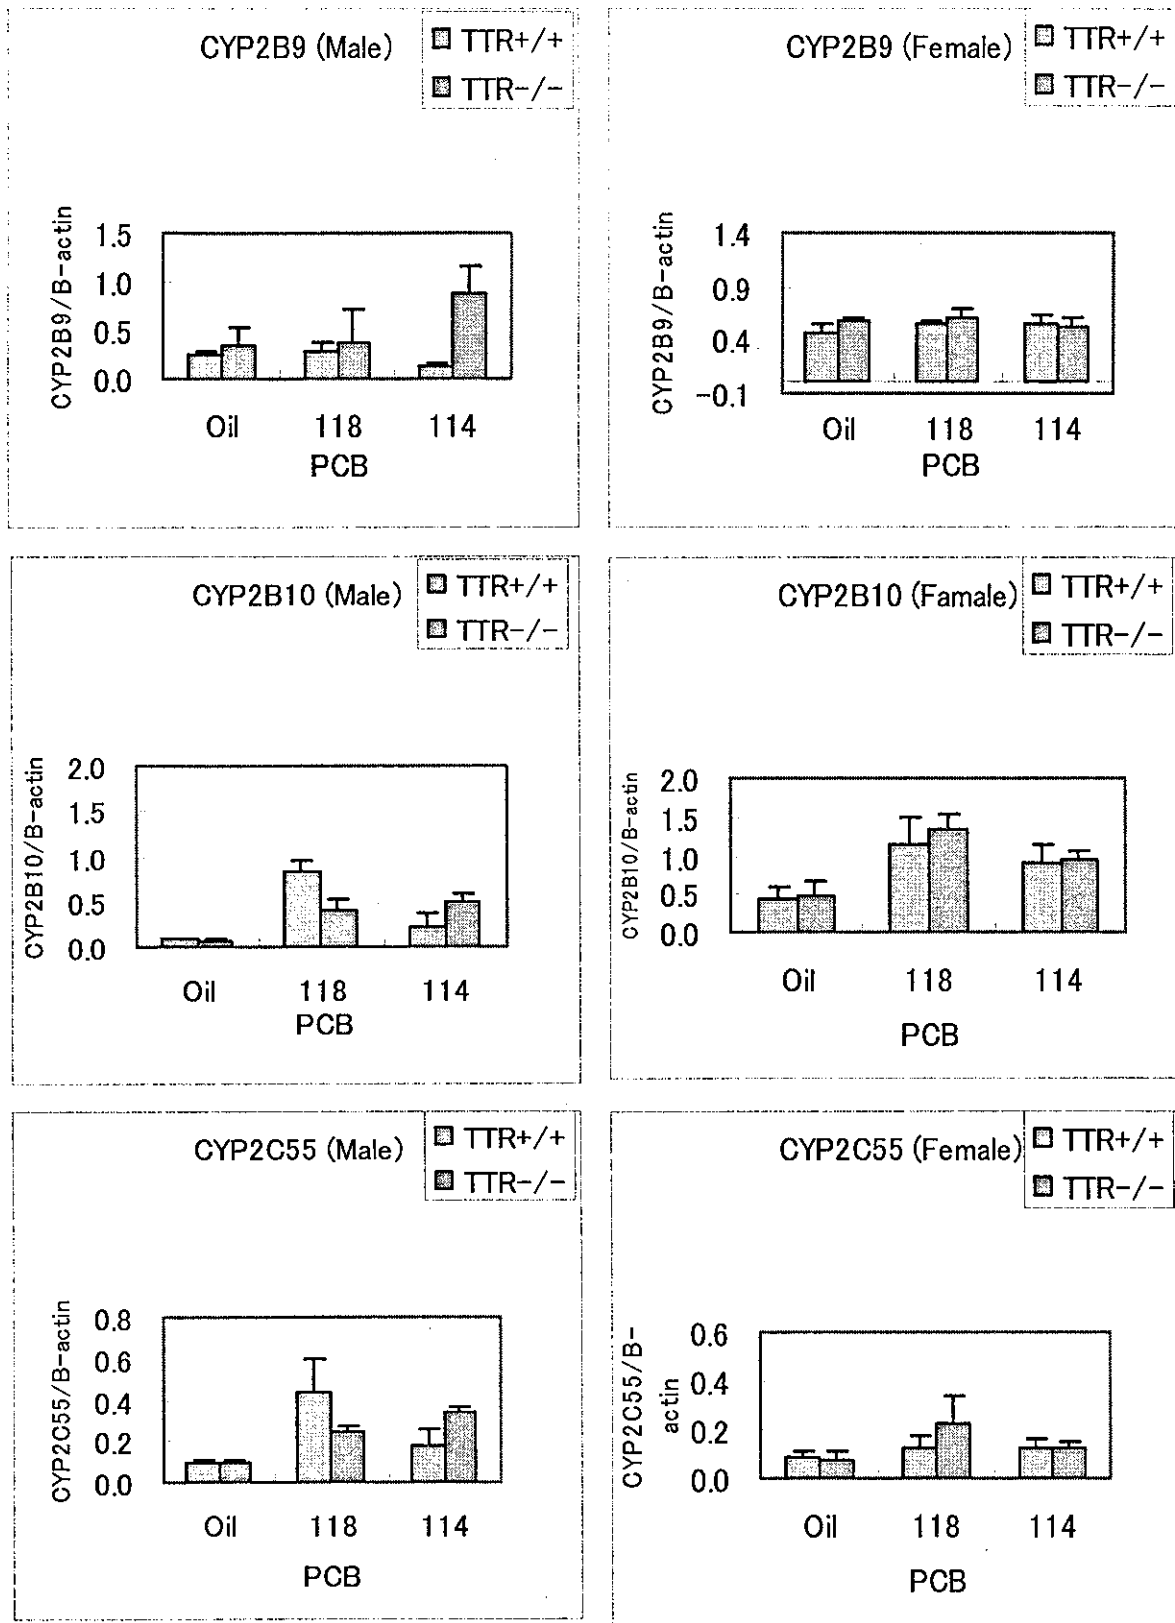 CYP2B9 (Male)
TTR+/+
TTR-/-
CYP2B9/B-actin
1.5
1.0
0.5
0.0
Oil
118
114
PCB
CYP2B9 (Female)
TTR+/+
TTR-/-
CYP2B9/B-actin
1.4
0.9
0.4
-0.1
Oil
118
114
PCB
CYP2B10 (Male)
TTR+/+
TTR-/-
CYP2B10/B-actin
2.0
1.5
1.0
0.5
0.0
Oil
118
114
PCB
CYP2B10 (Famale)
TTR+/+
TTR-/-
CYP2B10/B-actin
2.0
1.5
1.0
0.5
0.0
Oil
118
114
PCB
CYP2C55 (Male)
TTR+/+
TTR-/-
CYP2C55/B-actin
0.8
0.6
0.4
0.2
0.0
Oil
118
114
PCB
CYP2C55 (Female)
TTR+/+
TTR-/-
CYP2C55/B-
actin
0.6
0.4
0.2
0.0
Oil
118
114
PCB